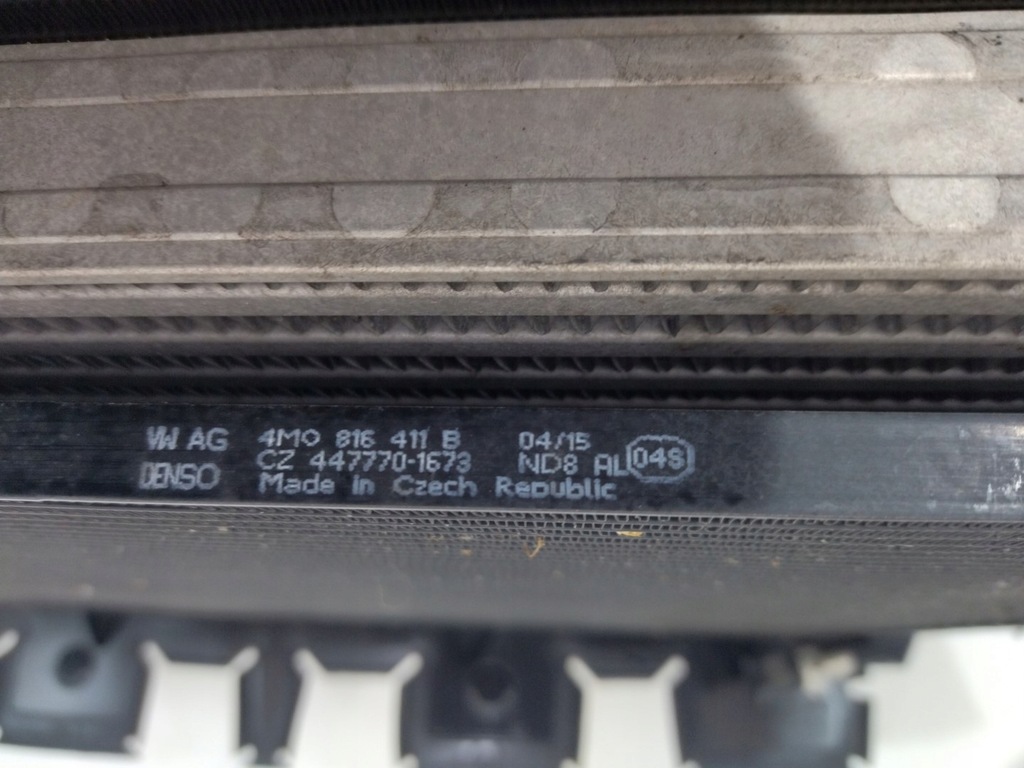 VW AG 4M0 816 411 B 04/15
DENSO CZ 447770-1673 ND8 AL 048
Made in Czech Republic